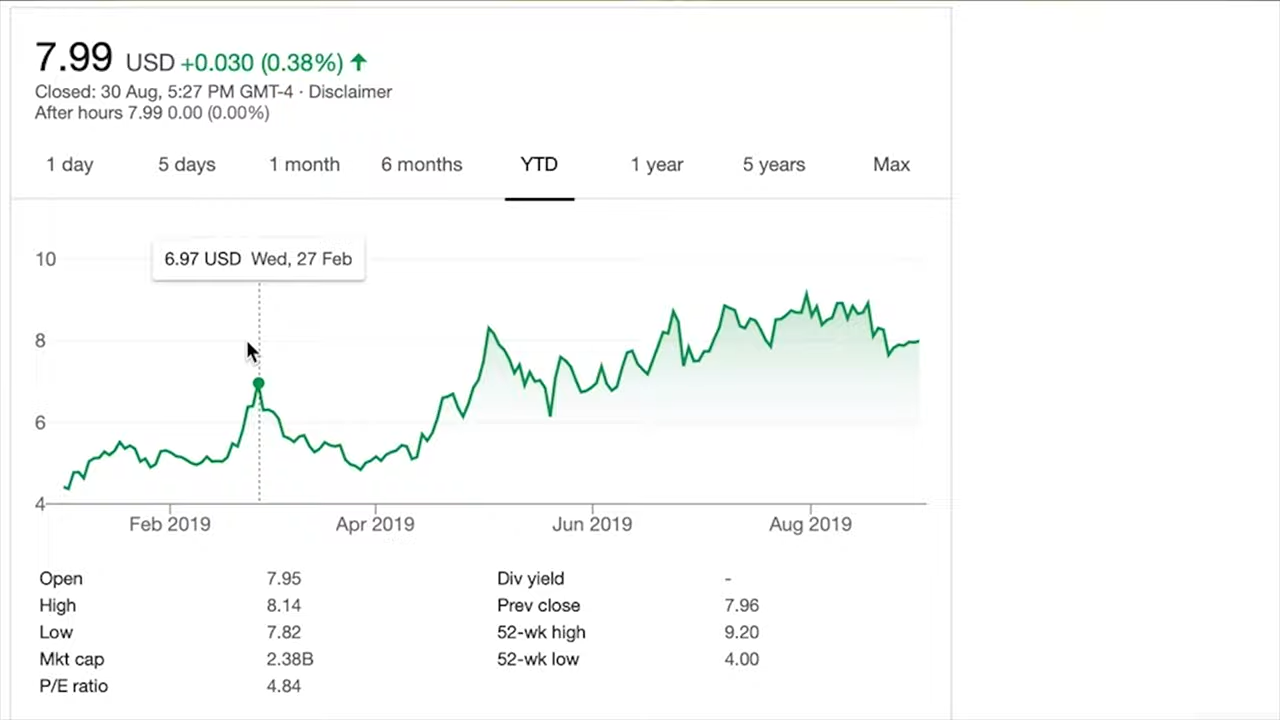 7.99 USD +0.030 (0.38%) ↑
Closed: 30 Aug, 5:27 PM GMT-4 · Disclaimer
After hours 7.99 0.00 (0.00%)
1 day 5 days 1 month 6 months YTD 1 year 5 years Max
10
6.97 USD Wed, 27 Feb
8
6
4
Feb 2019 Apr 2019 Jun 2019 Aug 2019
Open 7.95 Div yield -
High 8.14 Prev close 7.96
Low 7.82 52-wk high 9.20
Mkt cap 2.38B 52-wk low 4.00
P/E ratio 4.84